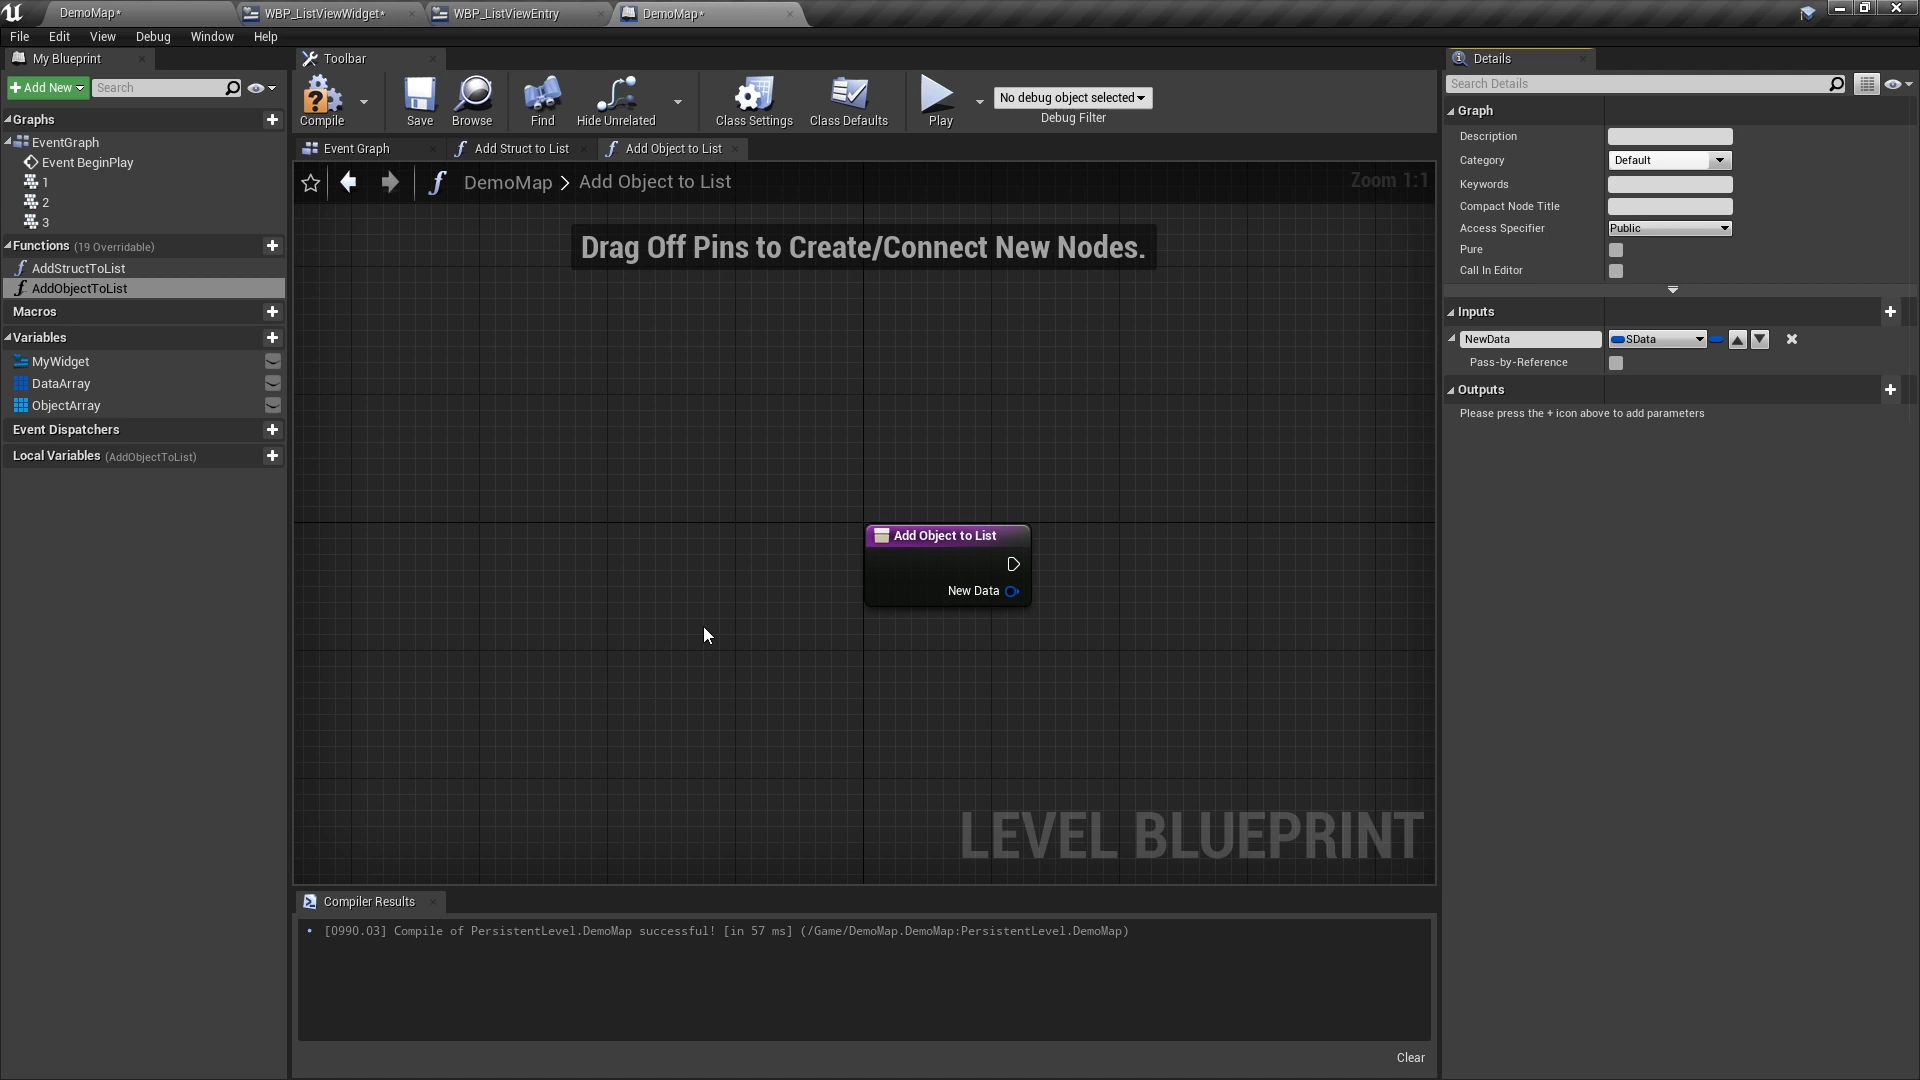 DemoMap*
WBP_ListViewWidget*
WBP_ListViewEntry
DemoMap*
File Edit View Debug Window Help
My Blueprint
Add New
Search
Graphs
EventGraph
Event BeginPlay
1
2
3
Functions (19 Overridable)
AddStructToList
AddObjectToList
Macros
Variables
MyWidget
DataArray
ObjectArray
Event Dispatchers
Local Variables (AddObjectToList)
Toolbar
Compile
Save
Browse
Find
Hide Unrelated
Class Settings
Class Defaults
Play
No debug object selected
Debug Filter
Event Graph
Add Struct to List
Add Object to List
DemoMap > Add Object to List
Zoom 1:1
Drag Off Pins to Create/Connect New Nodes.
Add Object to List
New Data
LEVEL BLUEPRINT
Compiler Results
• [0990.03] Compile of PersistentLevel.DemoMap successful! [in 57 ms] (/Game/DemoMap.DemoMap:PersistentLevel.DemoMap)
Clear
Details
Search Details
Graph
Description
Category Default
Keywords
Compact Node Title
Access Specifier Public
Pure
Call In Editor
Inputs
NewData SData
Pass-by-Reference
Outputs
Please press the + icon above to add parameters